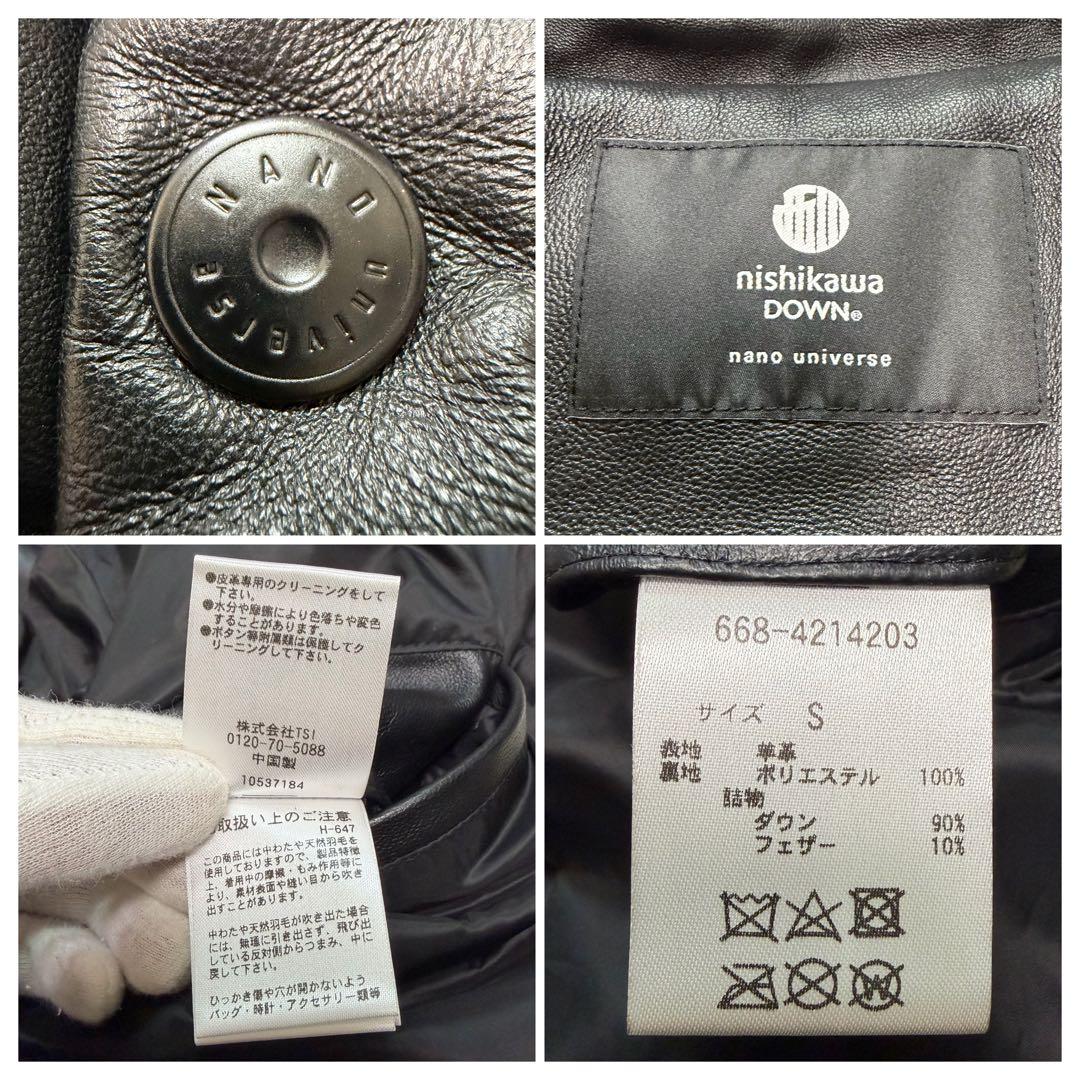 NANO universe
nishikawa
DOWN®
nano universe
●皮革専用のクリーニングをして
下さい。
●水分や摩擦により色落ちや変色
することがあります。
●ボタン等附属類は保護してク
リーニングして下さい。
株式会社TSI
0120-70-5088
中国製
10537184
取扱い上のご注意
H-647
この商品には中わたや天然羽毛を
使用しておりますので、製品特徴
上、着用中の摩擦・もみ作用等に
より、素材表面や縫い目から吹き
出すことがあります。
中わたや天然羽毛が吹き出た場合
には、無理に引き出さず、飛び出
している反対側からつまみ、中に
戻して下さい。
ひっかき傷や穴が開かないよう
バッグ・時計・アクセサリー類等
668-4214203
サイズ S
表地 羊革
裏地 ポリエステル 100%
詰物
ダウン 90%
フェザー 10%